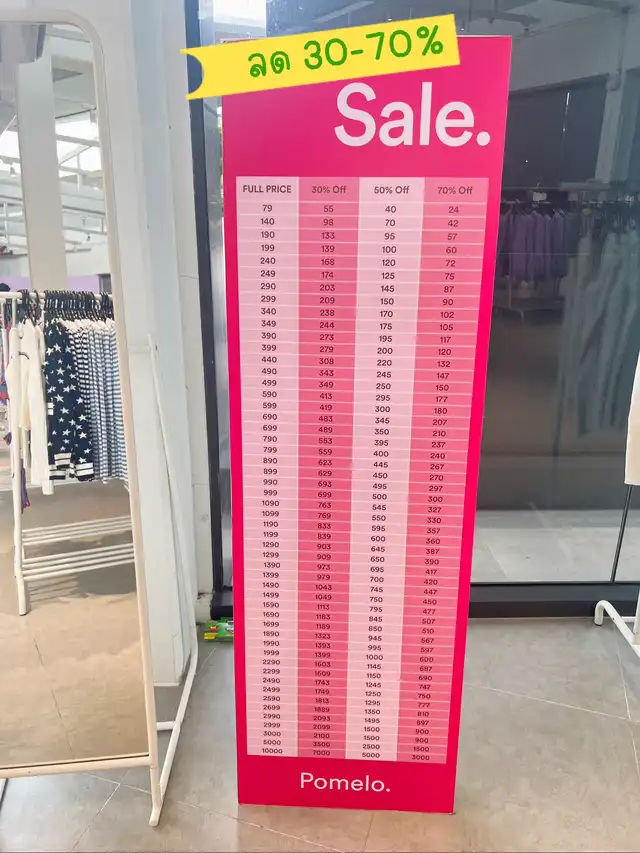 ลด 30-70%
Sale.
FULL PRICE 30% Off 50% Off 70% Off
79 55 40 24
140 98 70 42
190 133 95 57
199 139 100 60
240 168 120 72
249 174 125 75
290 203 145 87
299 209 150 90
340 238 170 102
349 244 175 105
390 273 195 117
399 279 200 120
440 308 220 132
490 343 245 147
499 349 250 150
590 413 295 177
599 419 300 180
690 483 345 207
699 489 350 210
790 553 395 237
799 559 400 240
890 623 445 267
899 629 450 270
990 693 495 297
999 699 500 300
1090 763 545 327
1099 769 550 330
1190 833 595 357
1199 839 600 360
1290 903 645 387
1299 909 650 390
1390 973 695 417
1399 979 700 420
1490 1043 745 447
1499 1049 750 450
1590 1113 795 477
1690 1183 845 507
1699 1189 850 510
1890 1323 945 567
1990 1393 995 597
1999 1399 1000 600
2290 1603 1145 687
2299 1609 1150 690
2490 1743 1245 747
2499 1749 1250 750
2590 1813 1295 777
2699 1889 1350 810
2990 2093 1495 897
2999 2099 1500 900
3000 2100 1500 900
5000 3500 2500 1500
10000 7000 5000 3000
Pomelo.